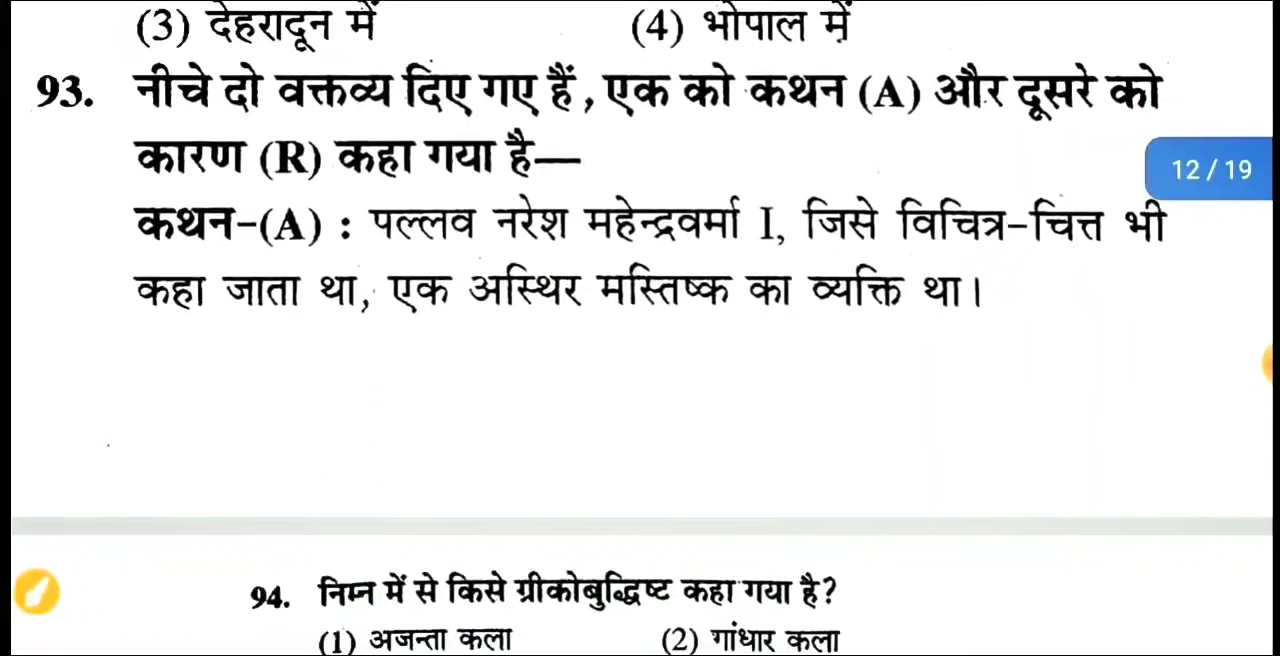 (3) देहरादून में (4) भोपाल में
93. नीचे दो वक्तव्य दिए गए हैं, एक को कथन (A) और दूसरे को
कारण (R) कहा गया है—
12 / 19
कथन-(A) : पल्लव नरेश महेन्द्रवर्मा I, जिसे विचित्र-चित्त भी
कहा जाता था, एक अस्थिर मस्तिष्क का व्यक्ति था।
94. निम्न में से किसे ग्रीकोबुद्धिष्ट कहा गया है?
(1) अजन्ता कला (2) गांधार कला